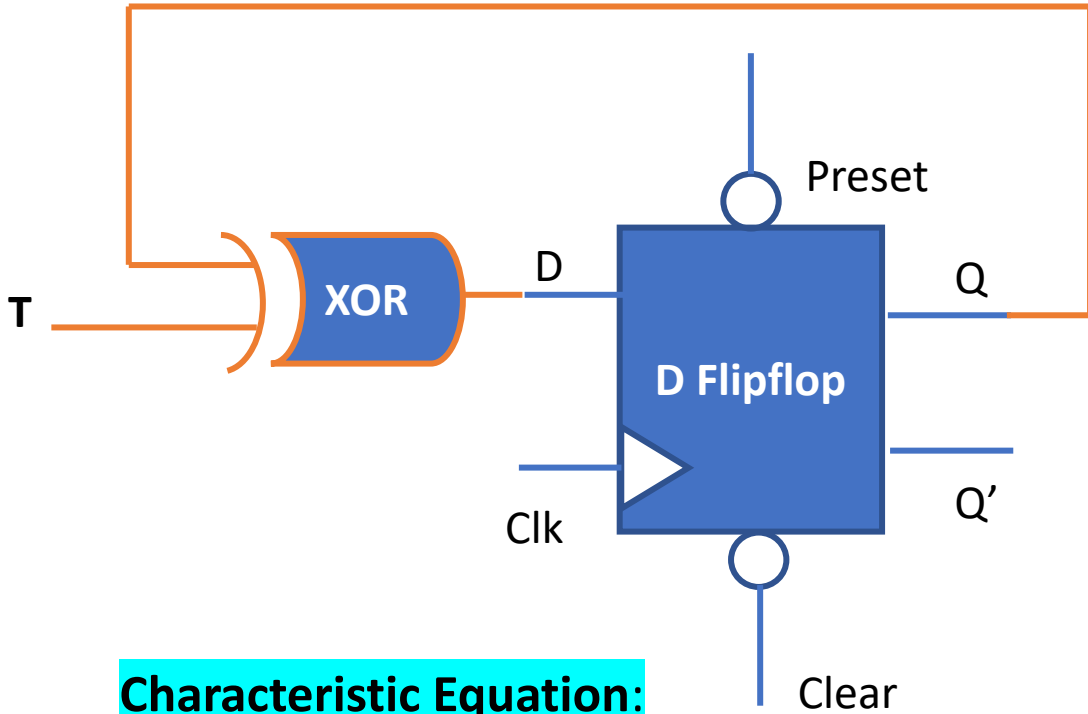 Preset
D
Q
T
XOR
D Flipflop
Clk
Q’
Characteristic Equation:
Clear